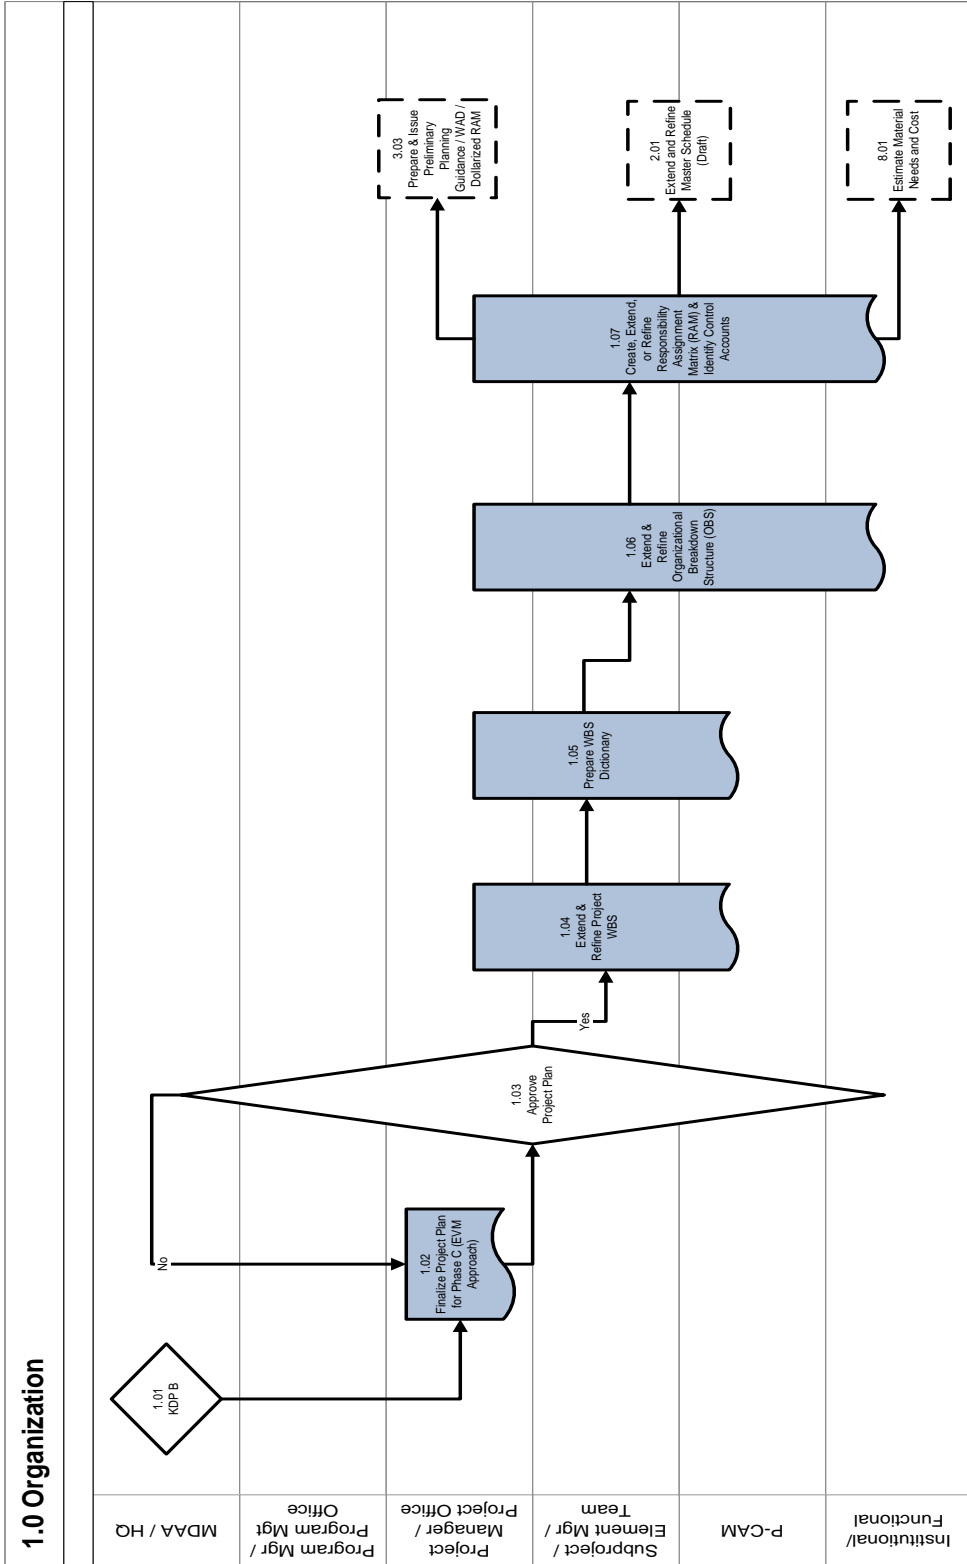 1.0 Organization
MDAA / HQ
Program Mgr /
Program Mgt
Office
Project
Manager /
Project Office
Subproject /
Element Mgr /
Team
P-CAM
Institutional/
Functional
1.01
KDP B
No
1.02
Finalize Project Plan
for Phase C (EVM
Approach)
1.03
Approve
Project Plan
Yes
1.04
Extend &
Refine Project
WBS
1.05
Prepare WBS
Dictionary
1.06
Extend &
Refine
Organizational
Breakdown
Structure (OBS)
1.07
Create, Extend,
or Refine
Responsibility
Assignment
Matrix (RAM) &
Identify Control
Accounts
3.03
Prepare & Issue
Preliminary
Planning
Guidance / WAD /
Dollarized RAM
2.01
Extend and Refine
Master Schedule
(Draft)
8.01
Estimate Material
Needs and Cost